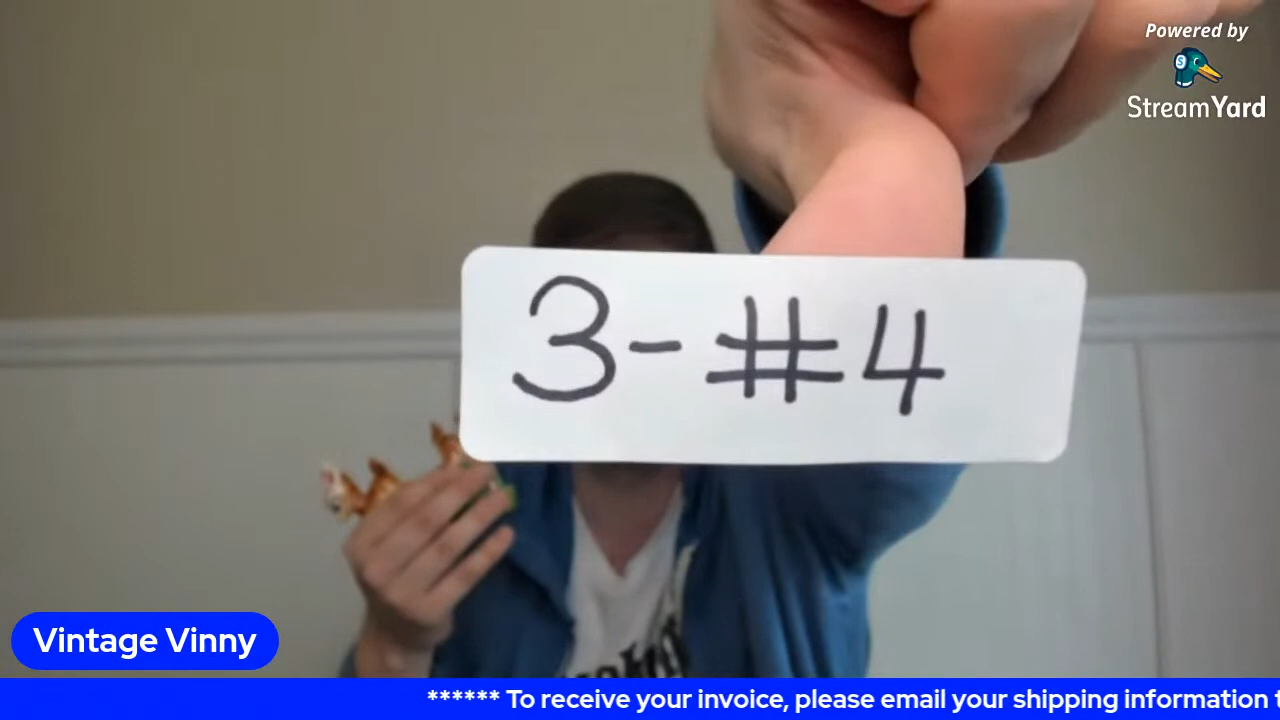 Powered by
StreamYard
3-#4
Vintage Vinny
****** To receive your invoice, please email your shipping information